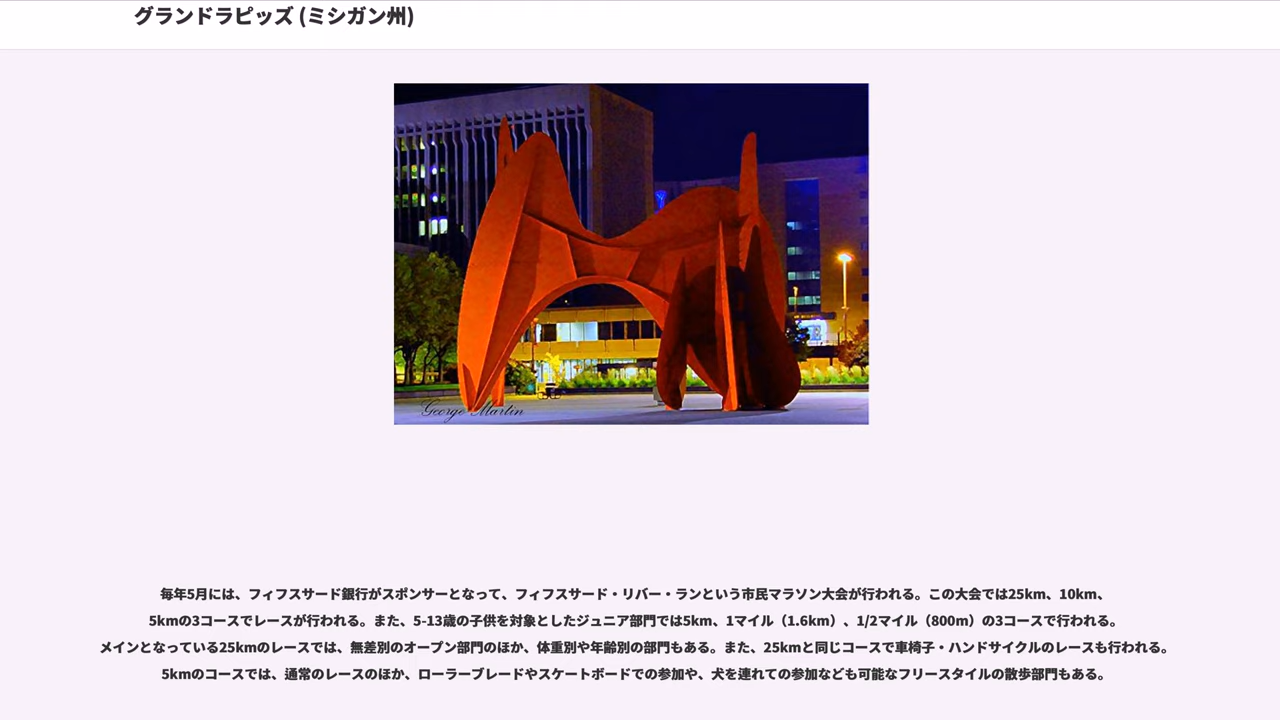 グランドラピッズ (ミシガン州)
George Martin
毎年5月には、フィフスサード銀行がスポンサーとなって、フィフスサード・リバー・ランという市民マラソン大会が行われる。この大会では25km、10km、
5kmの3コースでレースが行われる。また、5-13歳の子供を対象としたジュニア部門では5km、1マイル（1.6km）、1/2マイル（800m）の3コースで行われる。
メインとなっている25kmのレースでは、無差別のオープン部門のほか、体重別や年齢別の部門もある。また、25kmと同じコースで車椅子・ハンドサイクルのレースも行われる。
5kmのコースでは、通常のレースのほか、ローラーブレードやスケートボードでの参加や、犬を連れての参加なども可能なフリースタイルの散歩部門もある。